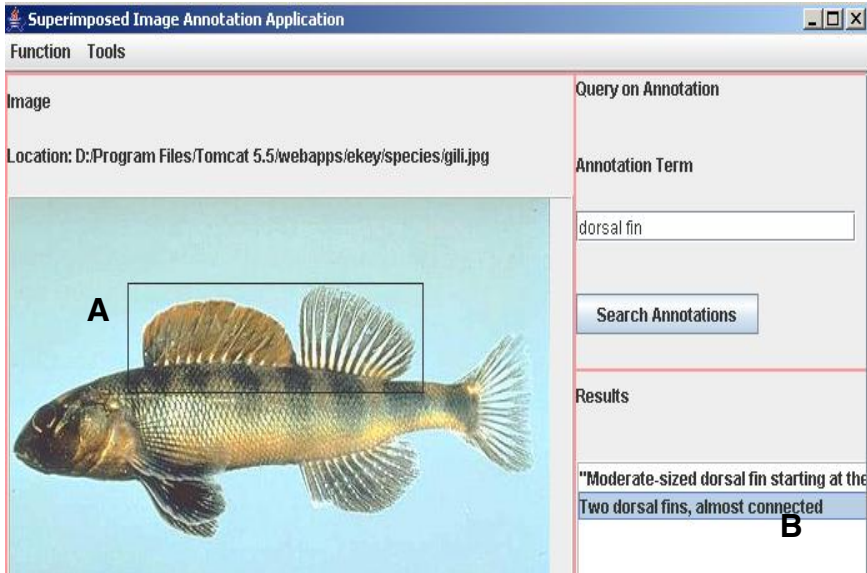 Superimposed Image Annotation Application
Function Tools
Image
Location: D:/Program Files/Tomcat 5.5/webapps/ekey/species/gili.jpg
A
Query on Annotation
Annotation Term
dorsal fin
Search Annotations
Results
"Moderate-sized dorsal fin starting at the
Two dorsal fins, almost connected
B